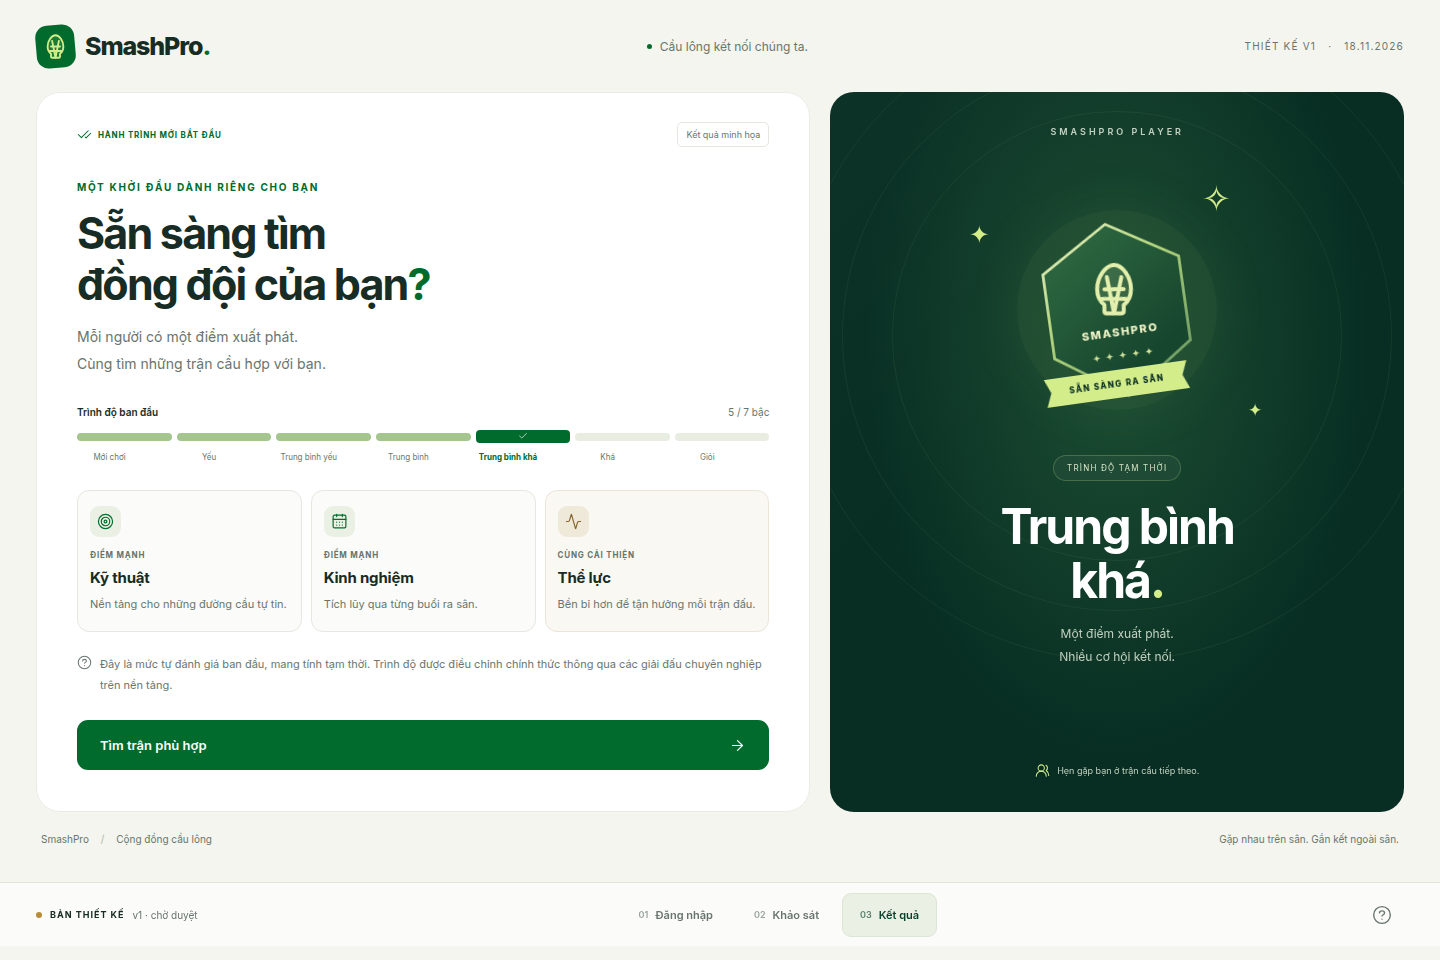 SmashPro.
Cầu lông kết nối chúng ta.
THIẾT KẾ V1 · 18.11.2026
HÀNH TRÌNH MỚI BẮT ĐẦU
Kết quả minh họa
MỘT KHỞI ĐẦU DÀNH RIÊNG CHO BẠN
Sẵn sàng tìm
đồng đội của bạn?
Mỗi người có một điểm xuất phát.
Cùng tìm những trận cầu hợp với bạn.
Trình độ ban đầu
5 / 7 bậc
Mới chơi
Yếu
Trung bình yếu
Trung bình
Trung bình khá
Khá
Giỏi
ĐIỂM MẠNH
Kỹ thuật
Nền tảng cho những đường cầu tự tin.
ĐIỂM MẠNH
Kinh nghiệm
Tích lũy qua từng buổi ra sân.
CÙNG CẢI THIỆN
Thể lực
Bền bỉ hơn để tận hưởng mỗi trận đấu.
Đây là mức tự đánh giá ban đầu, mang tính tạm thời. Trình độ được điều chỉnh chính thức thông qua các giải đấu chuyên nghiệp
trên nền tảng.
Tìm trận phù hợp
SMASHPRO PLAYER
SMASHPRO
SẴN SÀNG RA SÂN
TRÌNH ĐỘ TẠM THỜI
Trung bình
khá.
Một điểm xuất phát.
Nhiều cơ hội kết nối.
Hẹn gặp bạn ở trận cầu tiếp theo.
SmashPro / Cộng đồng cầu lông
Gặp nhau trên sân. Gắn kết ngoài sân.
BẢN THIẾT KẾ v1 · chờ duyệt
01 Đăng nhập
02 Khảo sát
03 Kết quả